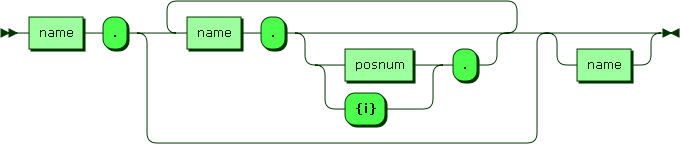 name . name . name
posnum .
{i}